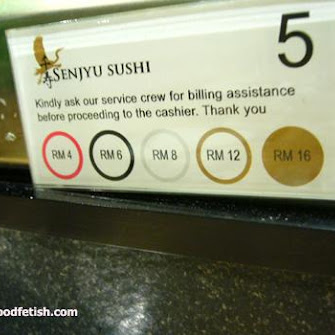 5
SENJYU SUSHI
Kindly ask our service crew for billing assistance
before proceeding to the cashier. Thank you
RM 4 RM 6 RM 8 RM 12 RM 16
oodfetish.com